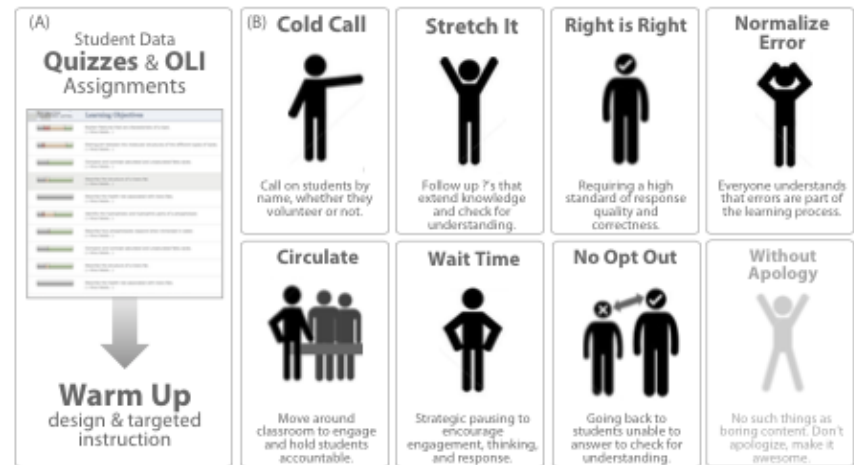 (A)
Student Data
Quizzes & OLI
Assignments
Learning Objectives
Warm Up
design & targeted
instruction
(B)
Cold Call
Call on students by
name, whether they
volunteer or not.
Stretch It
Follow up ?'s that
extend knowledge
and check for
understanding.
Right is Right
Requiring a high
standard of response
quality and
correctness.
Normalize
Error
Everyone understands
that errors are part
of the learning process.
Circulate
Move around
classroom to engage
and hold students
accountable.
Wait Time
Strategic pausing to
encourage
engagement, thinking,
and response.
No Opt Out
Going back to
students unable to
answer to check for
understanding.
Without
Apology
No such things as
boring content. Don't
apologize, make it
awesome.